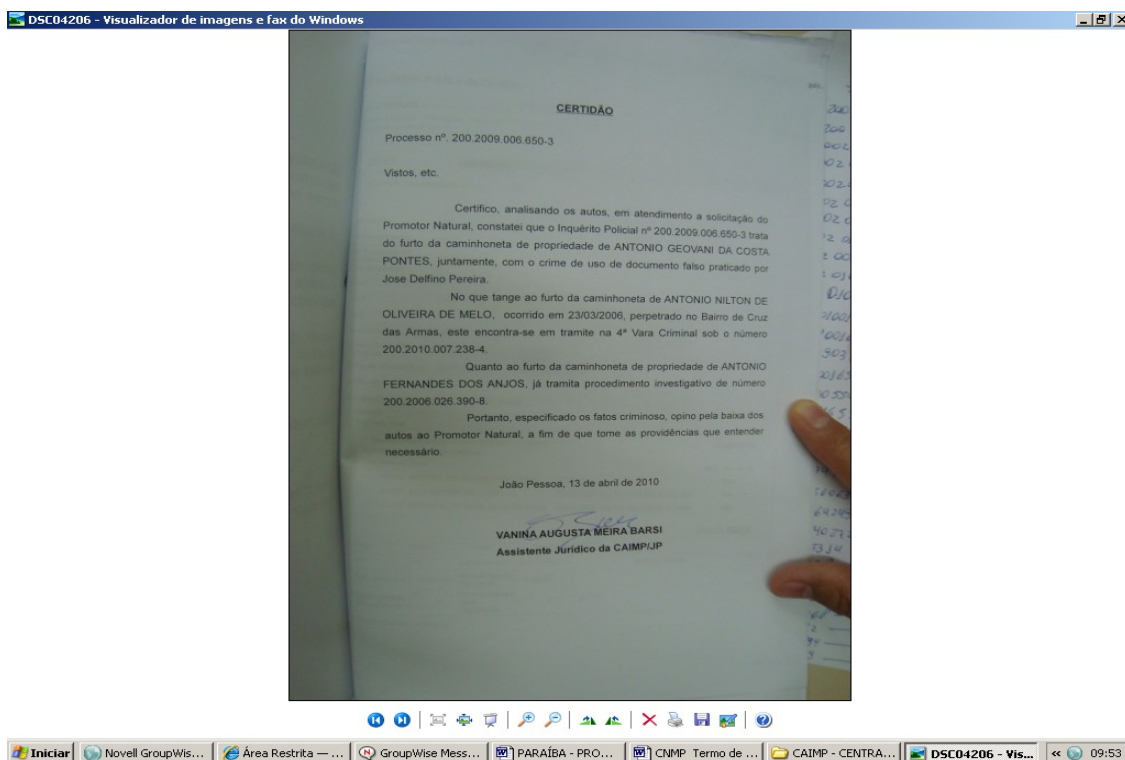 DSC04206 - Visualizador de imagens e fax do Windows
CERTIDÃO
Processo nº. 200.2009.006.650-3
Vistos, etc.
Certifico, analisando os autos, em atendimento a solicitação do
Promotor Natural, constatei que o Inquérito Policial nº 200.2009.006.650-3 trata
do furto da caminhoneta de propriedade de ANTONIO GEOVANI DA COSTA
PONTES, juntamente, com o crime de uso de documento falso praticado por
Jose Delfino Pereira.
No que tange ao furto da caminhoneta de ANTONIO NILTON DE
OLIVEIRA DE MELO, ocorrido em 23/03/2006, perpetrado no Bairro de Cruz
das Armas, este encontra-se em tramite na 4ª Vara Criminal sob o número
200.2010.007.238-4.
Quanto ao furto da caminhoneta de propriedade de ANTONIO
FERNANDES DOS ANJOS, já tramita procedimento investigativo de número
200.2006.026.390-8.
Portanto, especificado os fatos criminoso, opino pela baixa dos
autos ao Promotor Natural, a fim de que tome as providências que entender
necessário.
João Pessoa, 13 de abril de 2010
VANINA AUGUSTA MEIRA BARSI
Assistente Jurídico da CAIMP/JP
Iniciar
Novell GroupWis...
Área Restrita — ...
GroupWise Mess...
PARAÍBA - PRO...
CNMP Termo de ...
CAIMP - CENTRA...
DSC04206 - Vis...
09:53